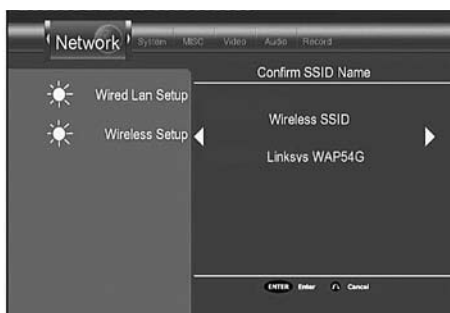 Network System MISC Video Audio Record
Confirm SSID Name
Wired Lan Setup
Wireless SSID
Wireless Setup
Linksys WAP54G
ENTER Enter Cancel